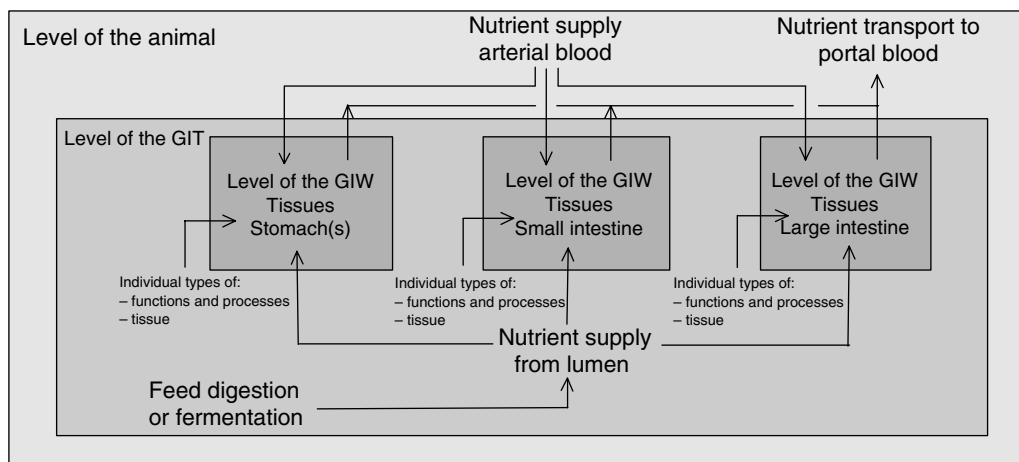 Level of the animal
Nutrient supply
arterial blood
Nutrient transport to
portal blood
Level of the GIT
Level of the GIW
Tissues
Stomach(s)
Level of the GIW
Tissues
Small intestine
Level of the GIW
Tissues
Large intestine
Individual types of:
– functions and processes
– tissue
Individual types of:
– functions and processes
– tissue
Individual types of:
– functions and processes
– tissue
Nutrient supply
from lumen
Feed digestion
or fermentation